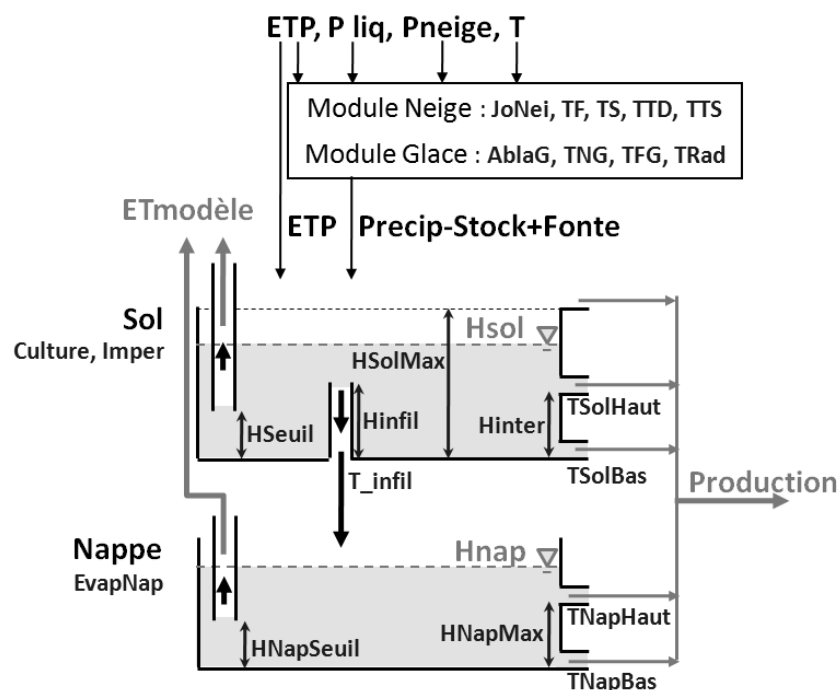 ETP, P liq, Pneige, T
Module Neige : JoNei, TF, TS, TTD, TTS
Module Glace : AblaG, TNG, TFG, TRad
ETmodèle
ETP
Precip-Stock+Fonte
Sol
Culture, Imper
Hsol
HSolMax
HSeuil
Hinfil
Hinter
TSolHaut
T_infil
TSolBas
Production
Nappe
EvapNap
Hnap
HNapSeuil
HNapMax
TNapHaut
TNapBas